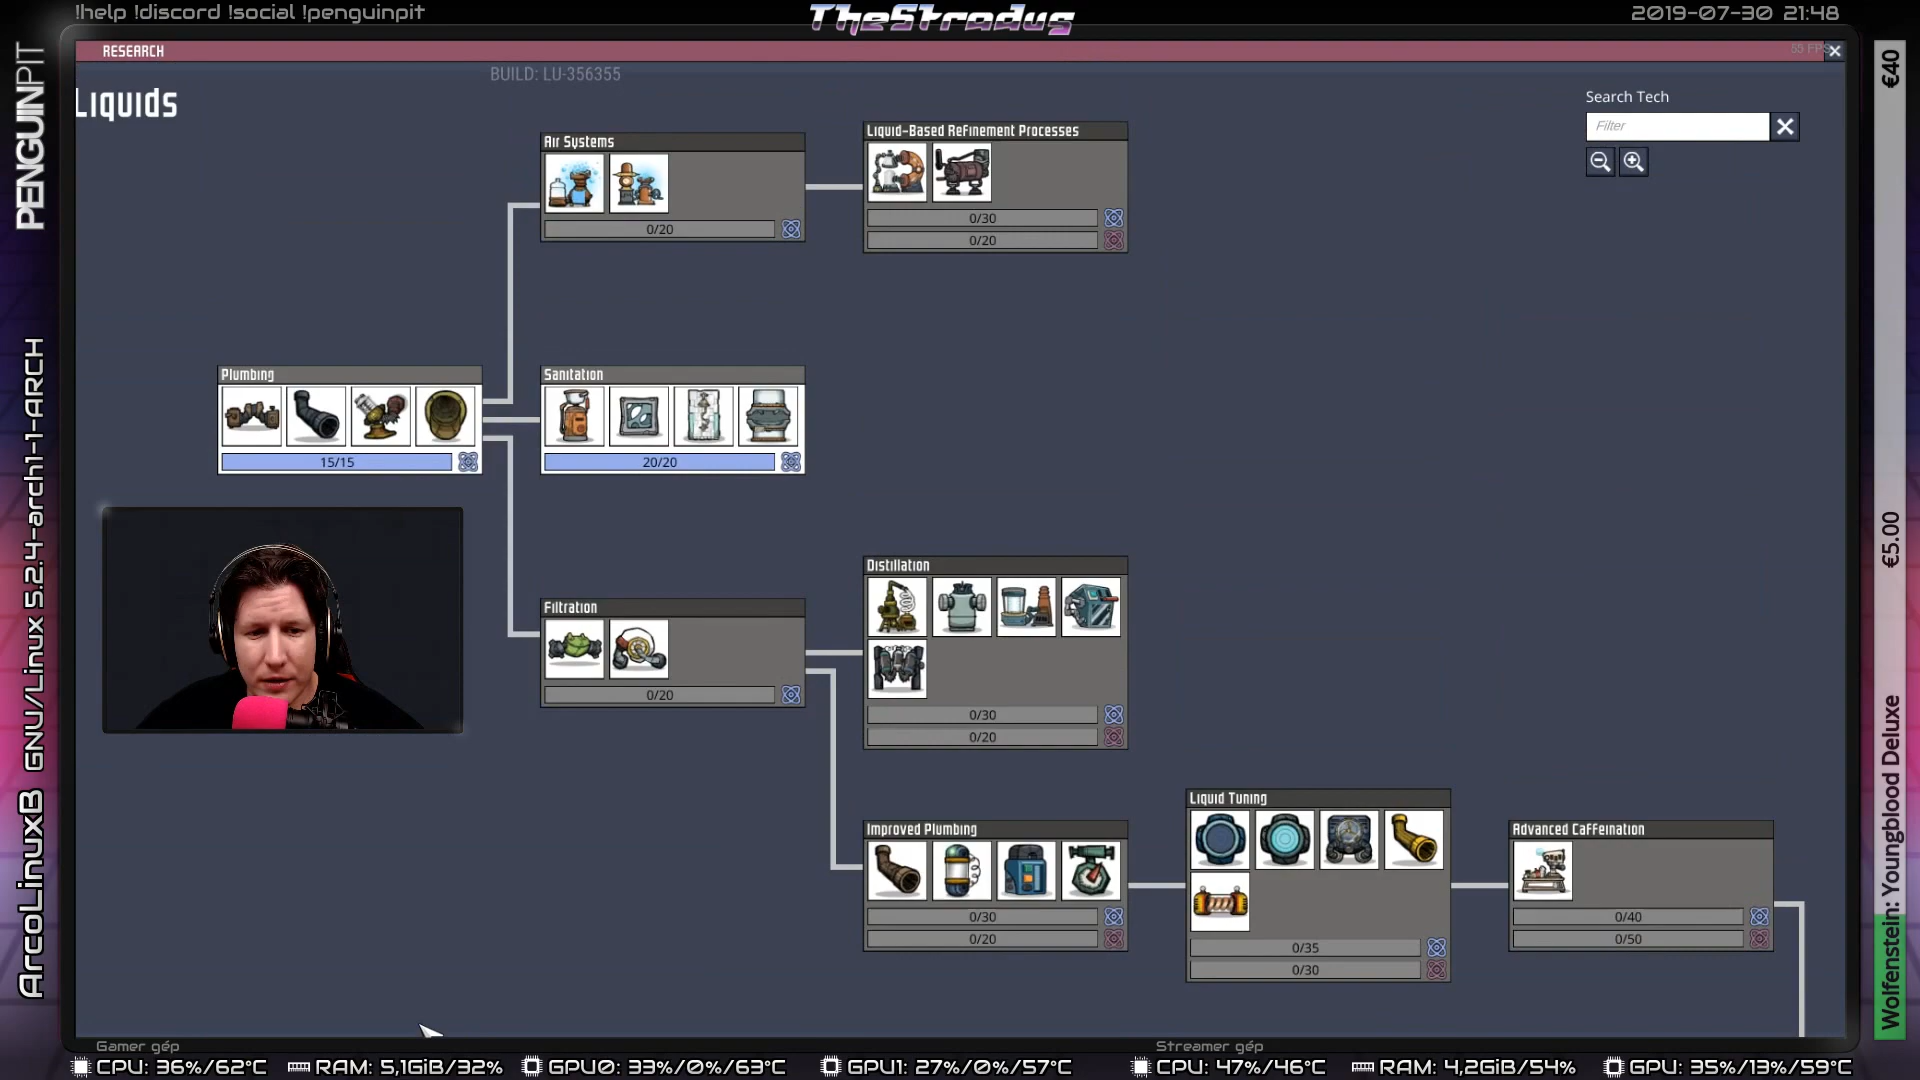 !help !discord !social !penguinpit
TheStradus
2019-07-30 21:48
RESEARCH
55 FPS
BUILD: LU-356355
Liquids
Search Tech
Filter
Air Systems
0/20
Liquid-Based Refinement Processes
0/30
0/20
Plumbing
15/15
Sanitation
20/20
Filtration
0/20
Distillation
0/30
0/20
Improved Plumbing
0/30
0/20
Liquid Tuning
0/35
0/30
Advanced Caffeination
0/40
0/50
PENGUINPIT
ArcoLinuxB GNU/Linux 5.2.4-arch1-1-ARCH
€40
€5.00
Wolfenstein: Youngblood Deluxe
Gamer gép
CPU: 36%/62°C RAM: 5,1GiB/32% GPU0: 33%/0%/63°C GPU1: 27%/0%/57°C
Streamer gép
CPU: 47%/46°C RAM: 4,2GiB/54% GPU: 35%/13%/59°C